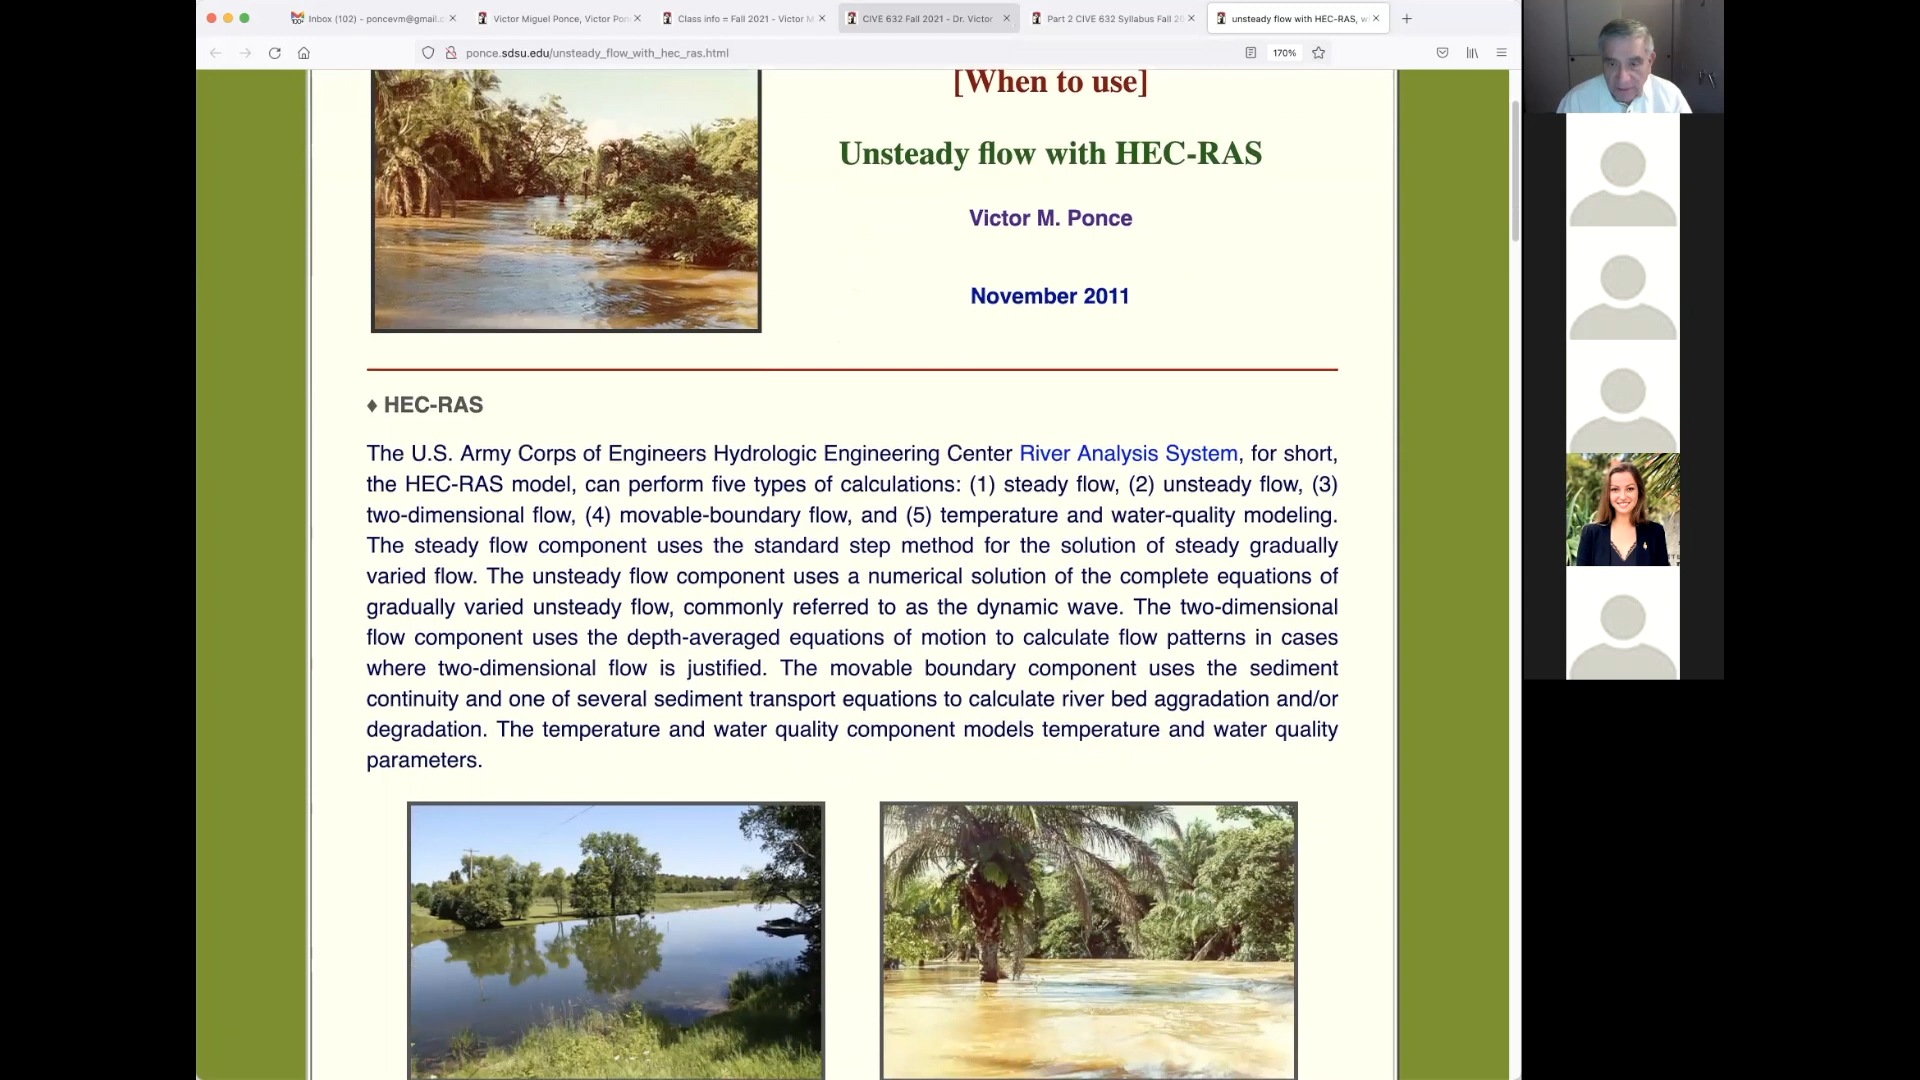 Inbox (102) - poncevm@gmail.c
Victor Miguel Ponce, Victor Pon
Class info = Fall 2021 - Victor M
CIVE 632 Fall 2021 - Dr. Victor
Part 2 CIVE 632 Syllabus Fall 20
unsteady flow with HEC-RAS, w
ponce.sdsu.edu/unsteady_flow_with_hec_ras.html
170%
[When to use]
Unsteady flow with HEC-RAS
Victor M. Ponce
November 2011
♦ HEC-RAS
The U.S. Army Corps of Engineers Hydrologic Engineering Center River Analysis System, for short,
the HEC-RAS model, can perform five types of calculations: (1) steady flow, (2) unsteady flow, (3)
two-dimensional flow, (4) movable-boundary flow, and (5) temperature and water-quality modeling.
The steady flow component uses the standard step method for the solution of steady gradually
varied flow. The unsteady flow component uses a numerical solution of the complete equations of
gradually varied unsteady flow, commonly referred to as the dynamic wave. The two-dimensional
flow component uses the depth-averaged equations of motion to calculate flow patterns in cases
where two-dimensional flow is justified. The movable boundary component uses the sediment
continuity and one of several sediment transport equations to calculate river bed aggradation and/or
degradation. The temperature and water quality component models temperature and water quality
parameters.